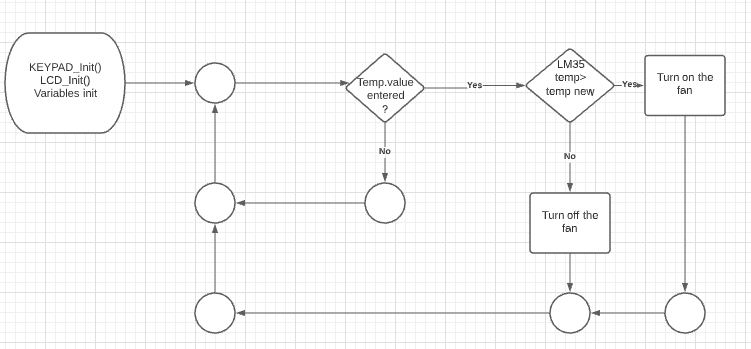 KEYPAD_Init()
LCD_Init()
Variables init
Temp.value
entered
?
Yes
No
LM35
temp>
temp new
Yes
No
Turn on the
fan
Turn off the
fan